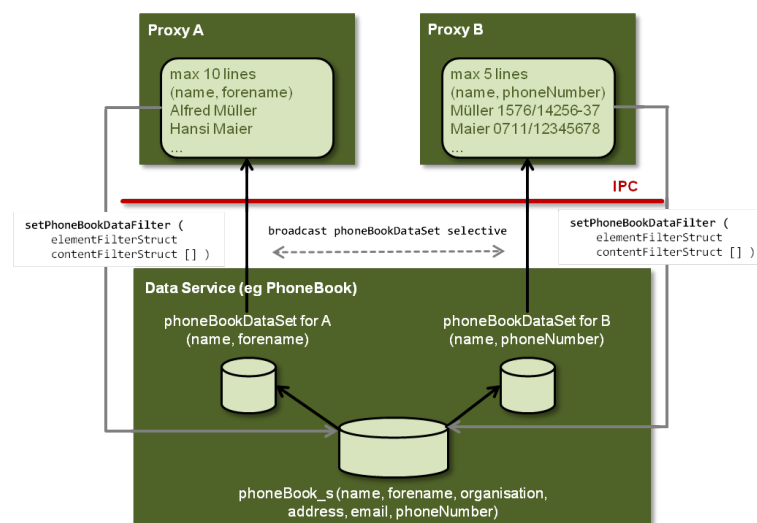 Proxy A
max 10 lines
(name, forename)
Alfred Müller
Hansi Maier
...
Proxy B
max 5 lines
(name, phoneNumber)
Müller 1576/14256-37
Maier 0711/12345678
...
IPC
setPhoneBookDataFilter (
elementFilterStruct
contentFilterStruct [] )
broadcast phoneBookDataSet selective
setPhoneBookDataFilter (
elementFilterStruct
contentFilterStruct [] )
Data Service (eg PhoneBook)
phoneBookDataSet for A
(name, forename)
phoneBookDataSet for B
(name, phoneNumber)
phoneBook_s (name, forename, organisation,
address, email, phoneNumber)